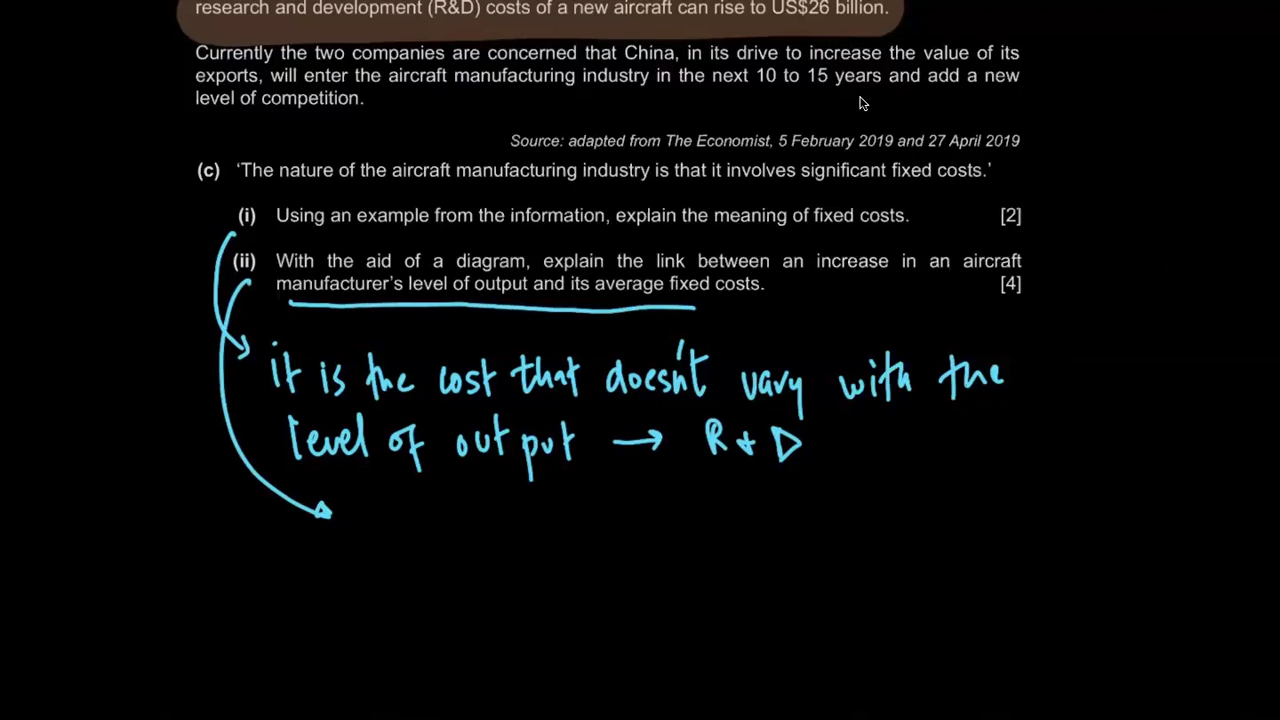 research and development (R&D) costs of a new aircraft can rise to US$26 billion.
Currently the two companies are concerned that China, in its drive to increase the value of its
exports, will enter the aircraft manufacturing industry in the next 10 to 15 years and add a new
level of competition.
Source: adapted from The Economist, 5 February 2019 and 27 April 2019
(c) ‘The nature of the aircraft manufacturing industry is that it involves significant fixed costs.’
(i) Using an example from the information, explain the meaning of fixed costs. [2]
(ii) With the aid of a diagram, explain the link between an increase in an aircraft
manufacturer’s level of output and its average fixed costs. [4]
it is the cost that doesn't vary with the
level of output → R & D